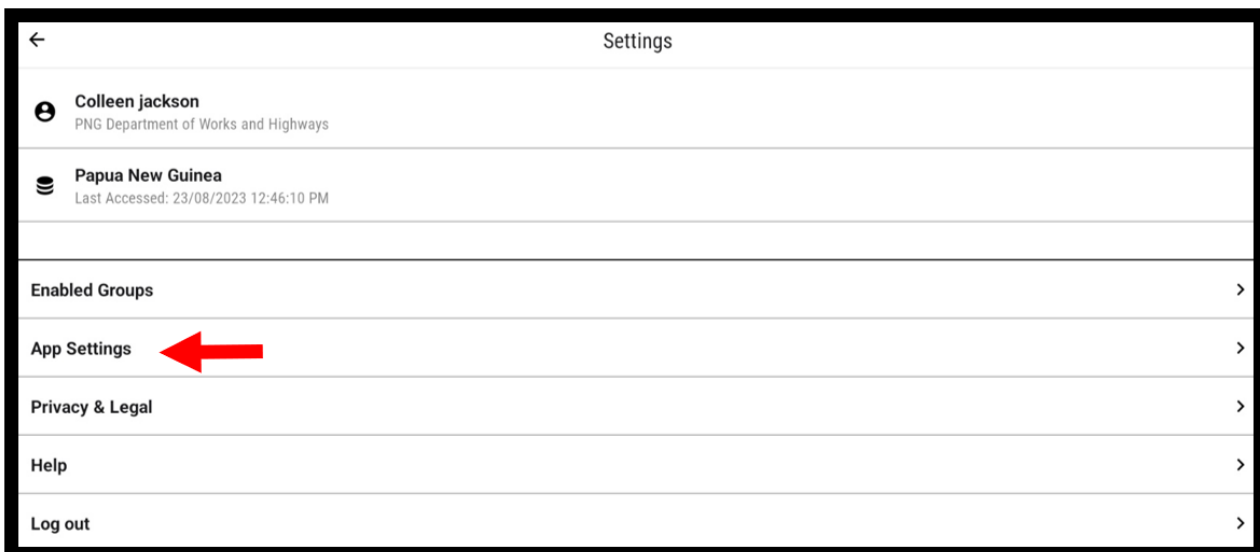 Settings
Colleen jackson
PNG Department of Works and Highways
Papua New Guinea
Last Accessed: 23/08/2023 12:46:10 PM
Enabled Groups
App Settings
Privacy & Legal
Help
Log out